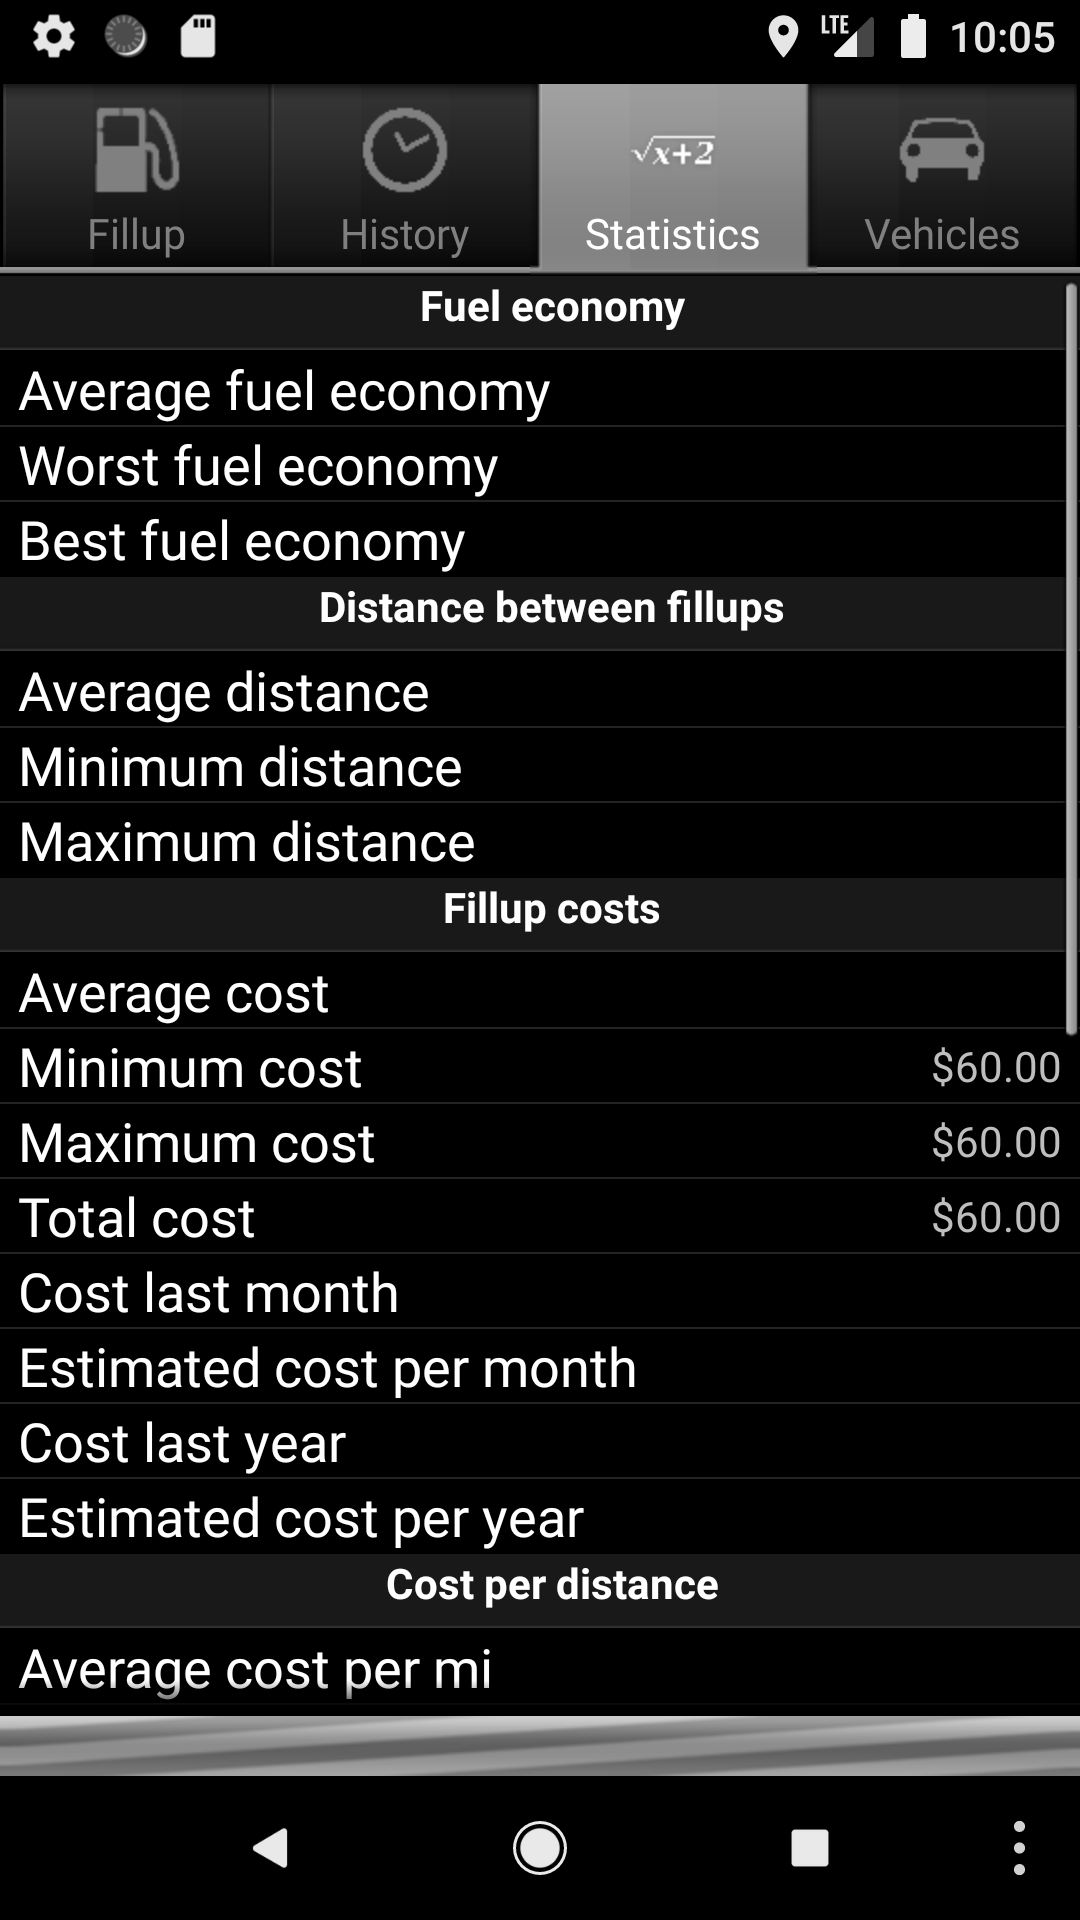 LTE 10:05
√x+2
Fillup History Statistics Vehicles
Fuel economy
Average fuel economy
Worst fuel economy
Best fuel economy
Distance between fillups
Average distance
Minimum distance
Maximum distance
Fillup costs
Average cost
Minimum cost $60.00
Maximum cost $60.00
Total cost $60.00
Cost last month
Estimated cost per month
Cost last year
Estimated cost per year
Cost per distance
Average cost per mi